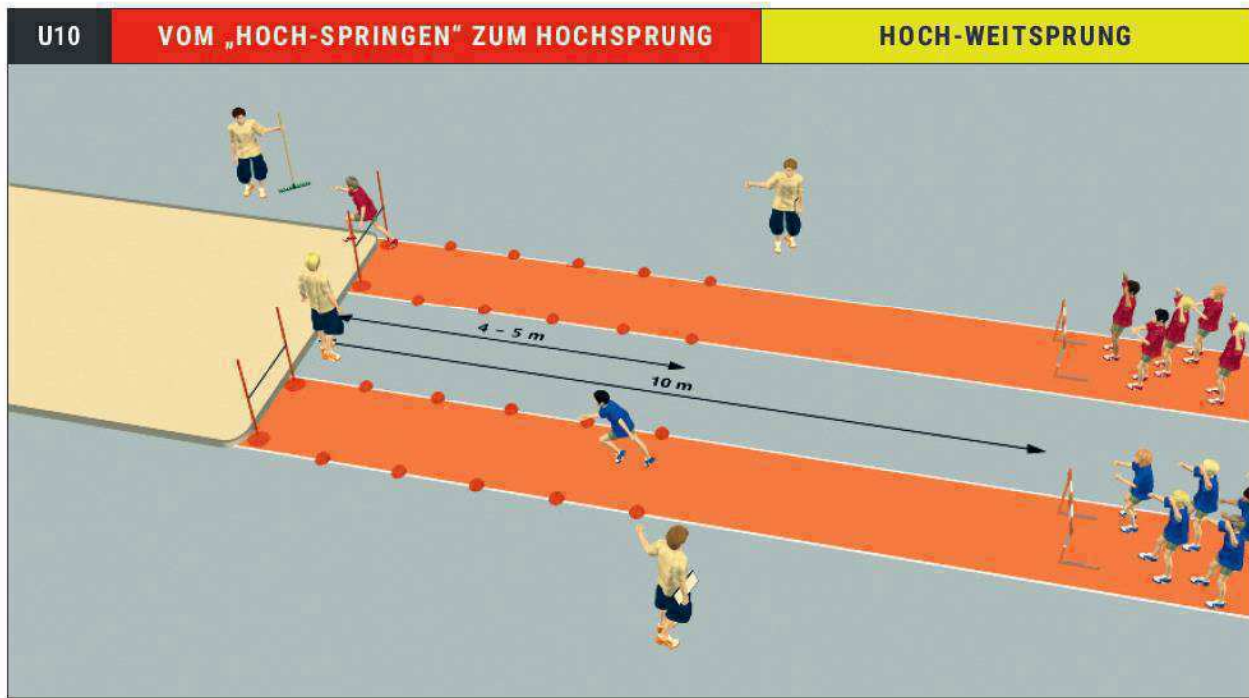 U10
VOM „HOCH-SPRINGEN“ ZUM HOCHSPRUNG
HOCH-WEITSPRUNG
4 – 5 m
10 m